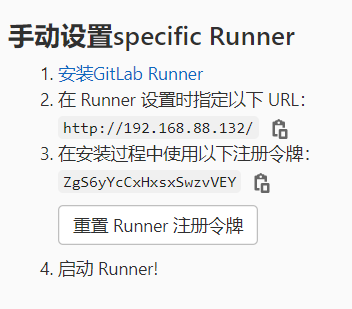 手动设置specific Runner
1. 安装GitLab Runner
2. 在 Runner 设置时指定以下 URL：
http://192.168.88.132/
3. 在安装过程中使用以下注册令牌：
ZgS6yYcCxHxsxSwzvVEY
重置 Runner 注册令牌
4. 启动 Runner!